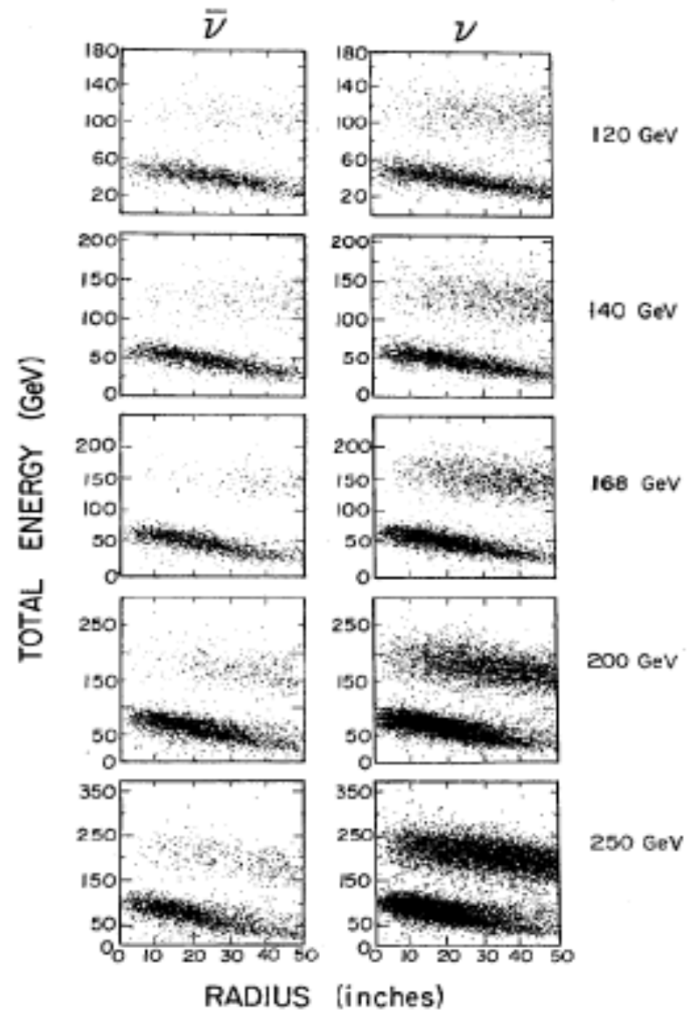 ν̄ ν
180 180
140 140
100 100 120 GeV
60 60
20 20
200 200
150 150 140 GeV
100 100
50 50
0 0
200 200
150 150 168 GeV
100 100
50 50
0 0
250 250
150 150 200 GeV
50 50
0 0
350 350
250 250 250 GeV
150 150
50 50
0 0
0 10 20 30 40 50 0 10 20 30 40 50
TOTAL ENERGY (GeV)
RADIUS (inches)